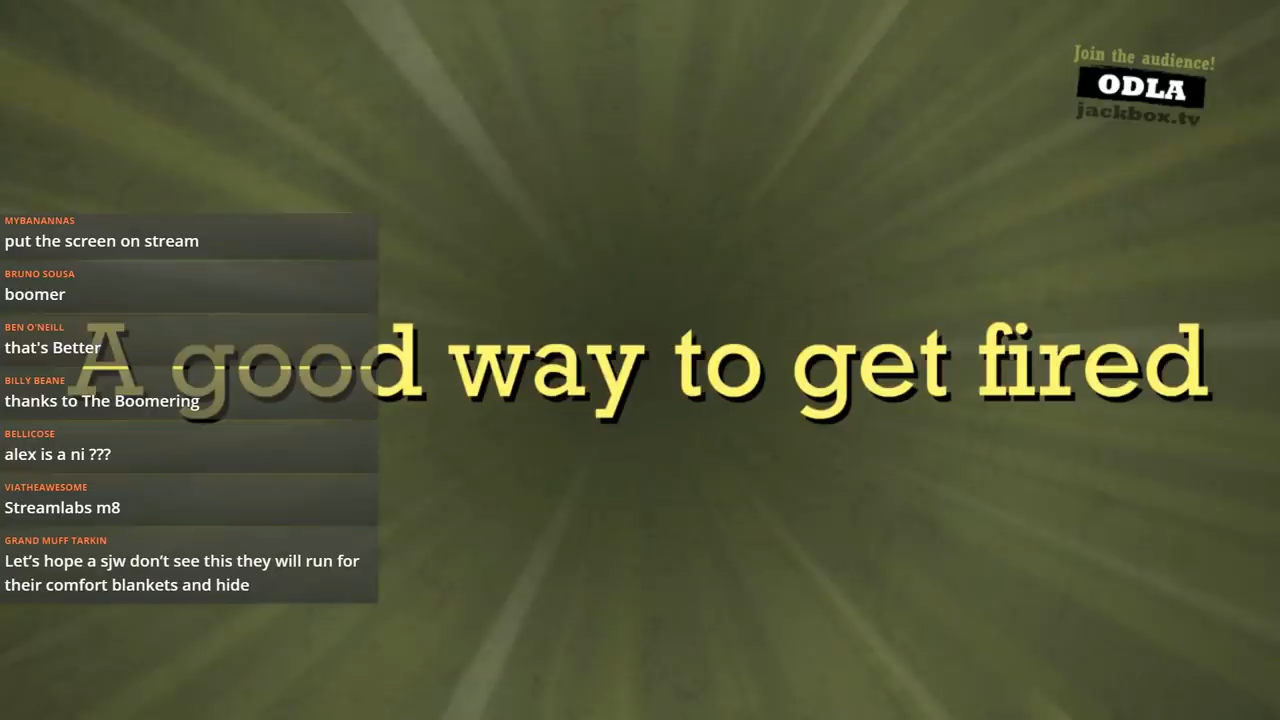 Join the audience!
ODLA
jackbox.tv
MYBANANNAS
put the screen on stream
BRUNO SOUSA
boomer
BEN O'NEILL
that's Better
A good way to get fired
BILLY BEANE
thanks to The Boomering
BELLICOSE
alex is a ni ???
VIATHEAWESOME
Streamlabs m8
GRAND MUFF TARKIN
Let’s hope a sjw don’t see this they will run for
their comfort blankets and hide